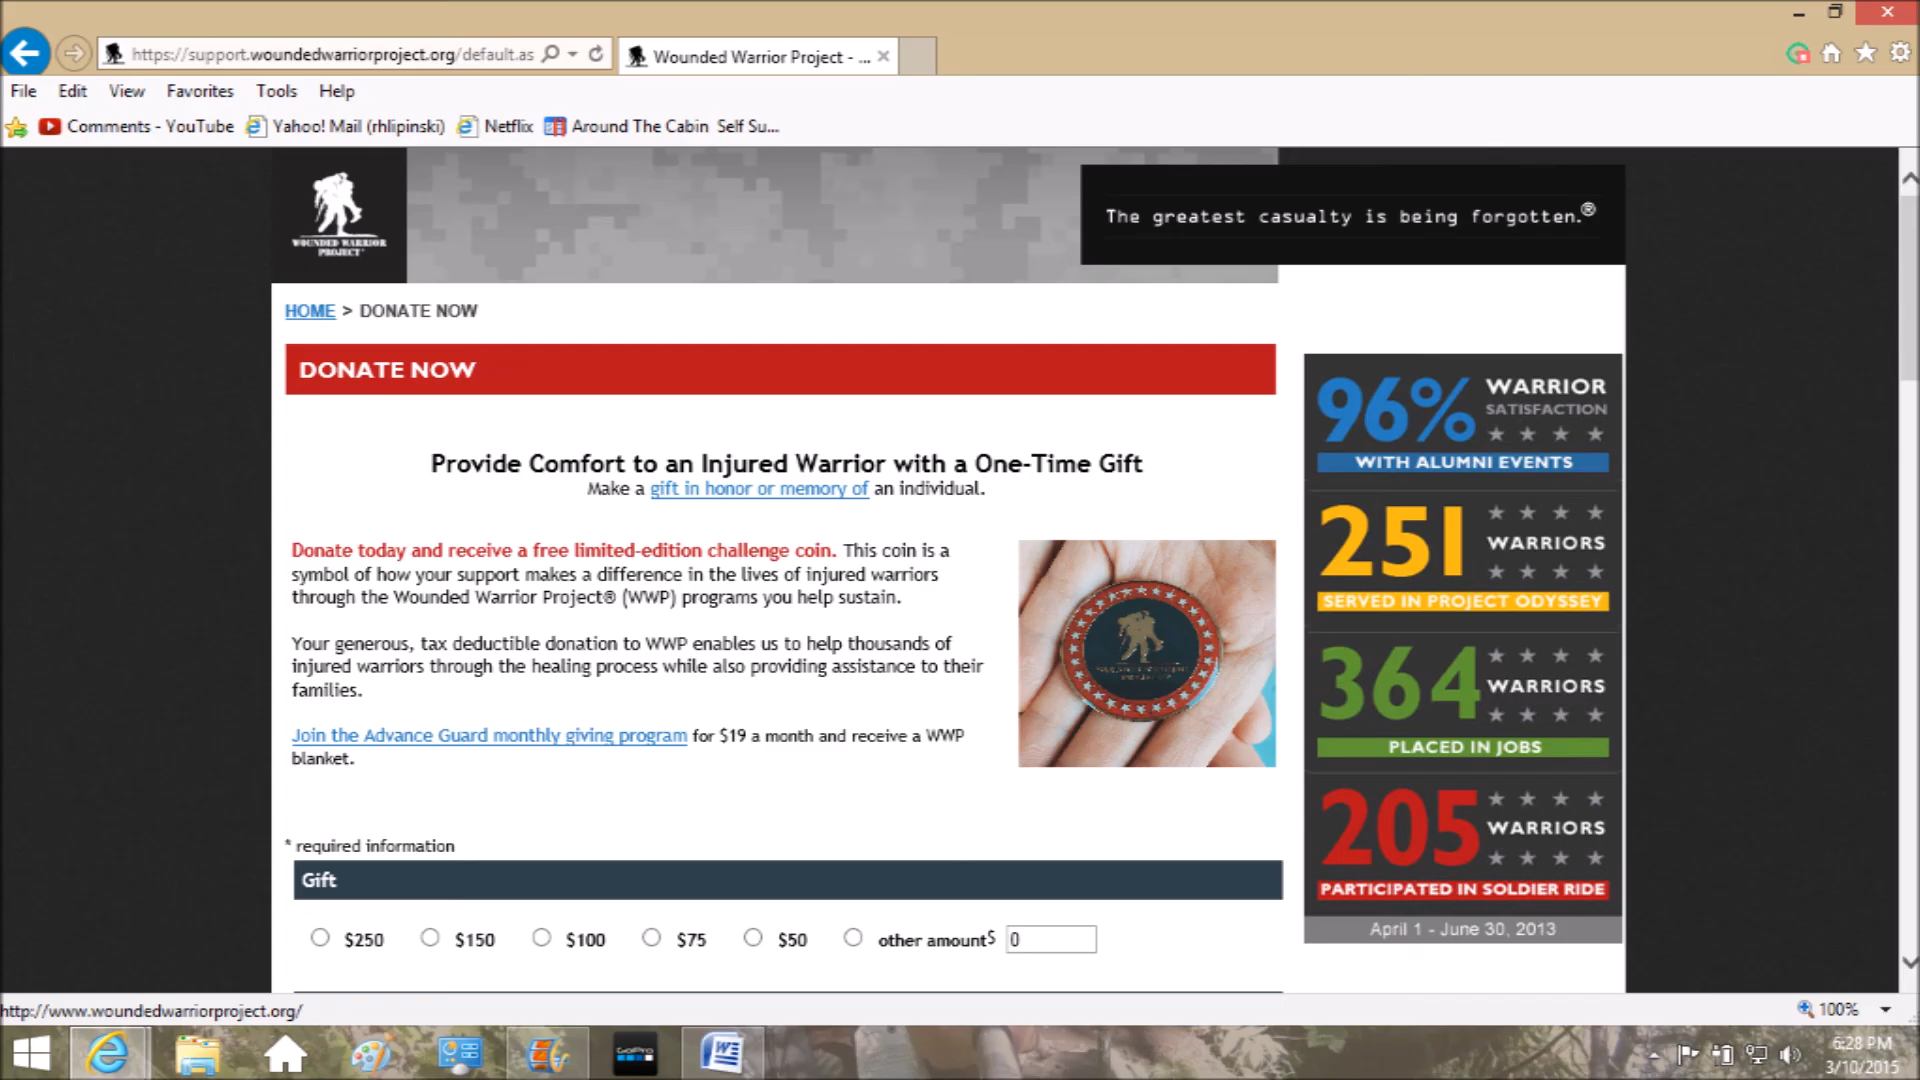 https://support.woundedwarriorproject.org/default.as
Wounded Warrior Project - ...
File Edit View Favorites Tools Help
Comments - YouTube Yahoo! Mail (rhlipinski) Netflix Around The Cabin Self Su...
WOUNDED WARRIOR
PROJECT
The greatest casualty is being forgotten.®
HOME > DONATE NOW
DONATE NOW
Provide Comfort to an Injured Warrior with a One-Time Gift
Make a gift in honor or memory of an individual.
Donate today and receive a free limited-edition challenge coin. This coin is a
symbol of how your support makes a difference in the lives of injured warriors
through the Wounded Warrior Project® (WWP) programs you help sustain.
Your generous, tax deductible donation to WWP enables us to help thousands of
injured warriors through the healing process while also providing assistance to their
families.
Join the Advance Guard monthly giving program for $19 a month and receive a WWP
blanket.
* required information
Gift
$250 $150 $100 $75 $50 other amount$ 0
96% WARRIOR
SATISFACTION
WITH ALUMNI EVENTS
251 WARRIORS
SERVED IN PROJECT ODYSSEY
364 WARRIORS
PLACED IN JOBS
205 WARRIORS
PARTICIPATED IN SOLDIER RIDE
April 1 - June 30, 2013
http://www.woundedwarriorproject.org/
100%
GoPro
6:28 PM
3/10/2015